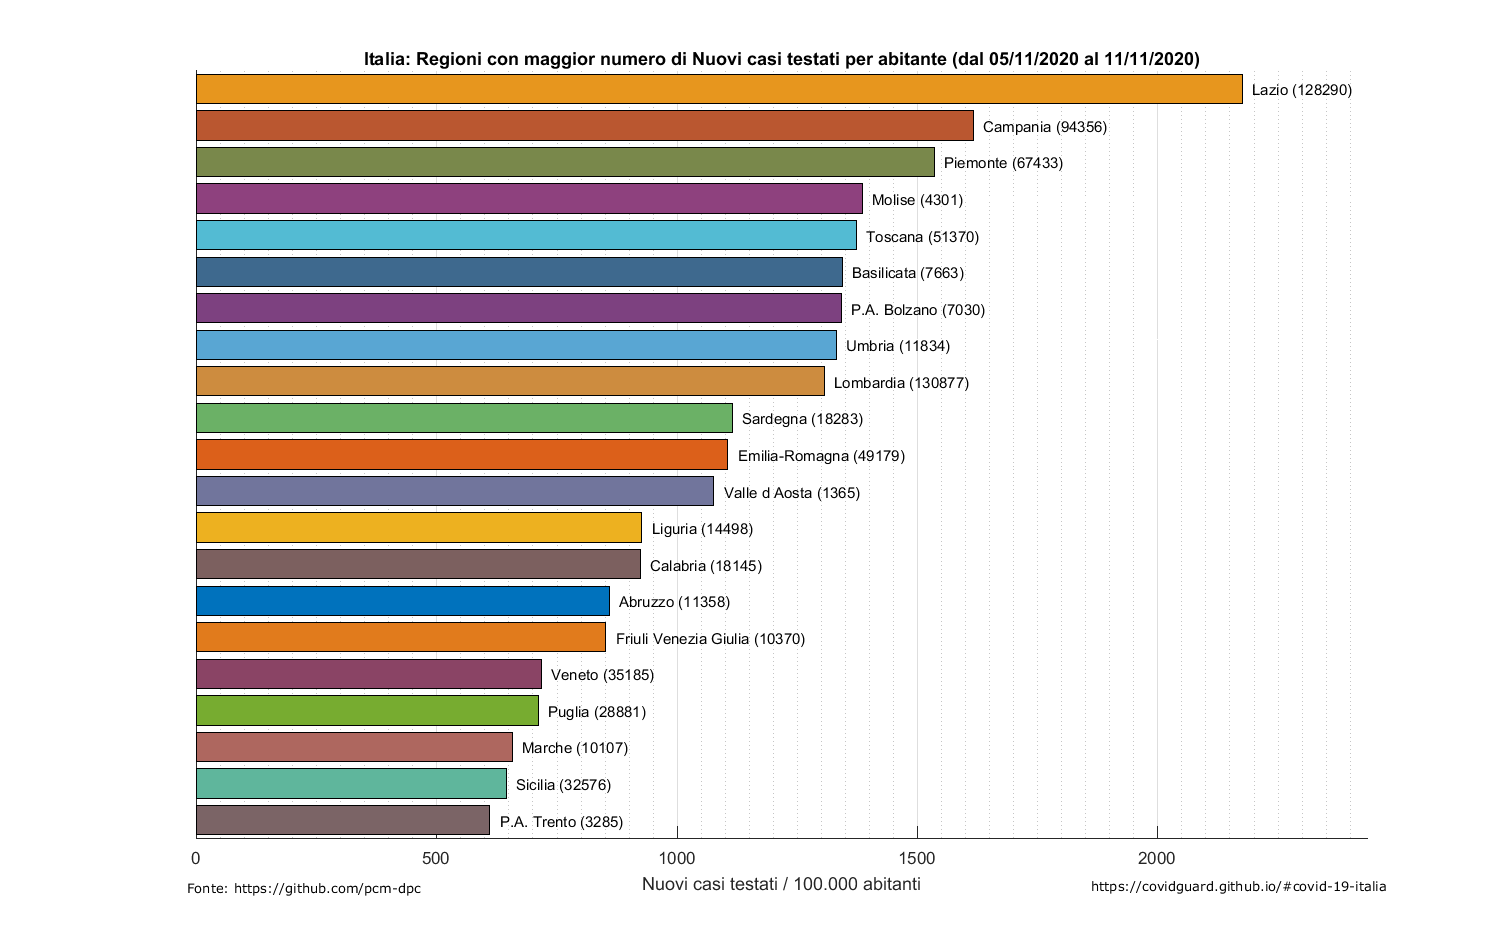 Italia: Regioni con maggior numero di Nuovi casi testati per abitante (dal 05/11/2020 al 11/11/2020)
Lazio (128290)
Campania (94356)
Piemonte (67433)
Molise (4301)
Toscana (51370)
Basilicata (7663)
P.A. Bolzano (7030)
Umbria (11834)
Lombardia (130877)
Sardegna (18283)
Emilia-Romagna (49179)
Valle d Aosta (1365)
Liguria (14498)
Calabria (18145)
Abruzzo (11358)
Friuli Venezia Giulia (10370)
Veneto (35185)
Puglia (28881)
Marche (10107)
Sicilia (32576)
P.A. Trento (3285)
0 500 1000 1500 2000
Nuovi casi testati / 100.000 abitanti
Fonte: https://github.com/pcm-dpc
https://covidguard.github.io/#covid-19-italia